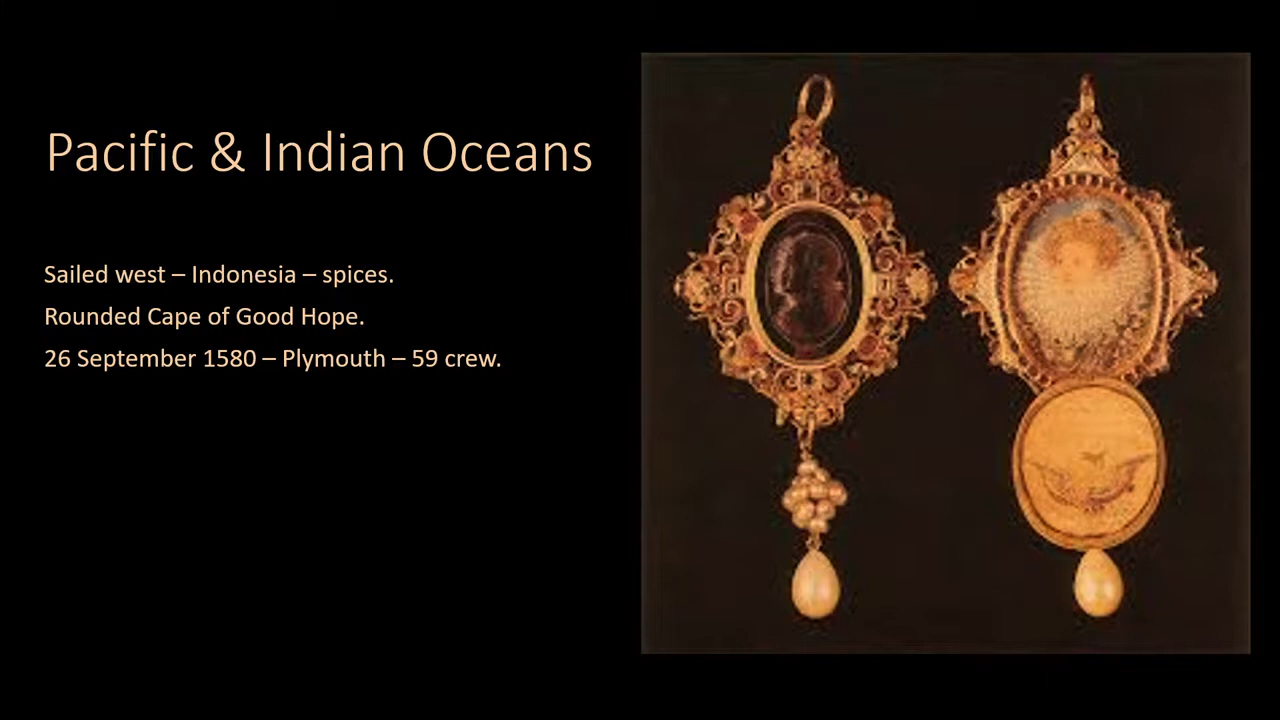 Pacific & Indian Oceans
Sailed west – Indonesia – spices.
Rounded Cape of Good Hope.
26 September 1580 – Plymouth – 59 crew.